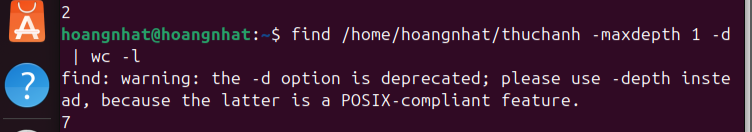 2
hoangnhat@hoangnhat:~$ find /home/hoangnhat/thuchanh -maxdepth 1 -d
| wc -l
find: warning: the -d option is deprecated; please use -depth inste
ad, because the latter is a POSIX-compliant feature.
7